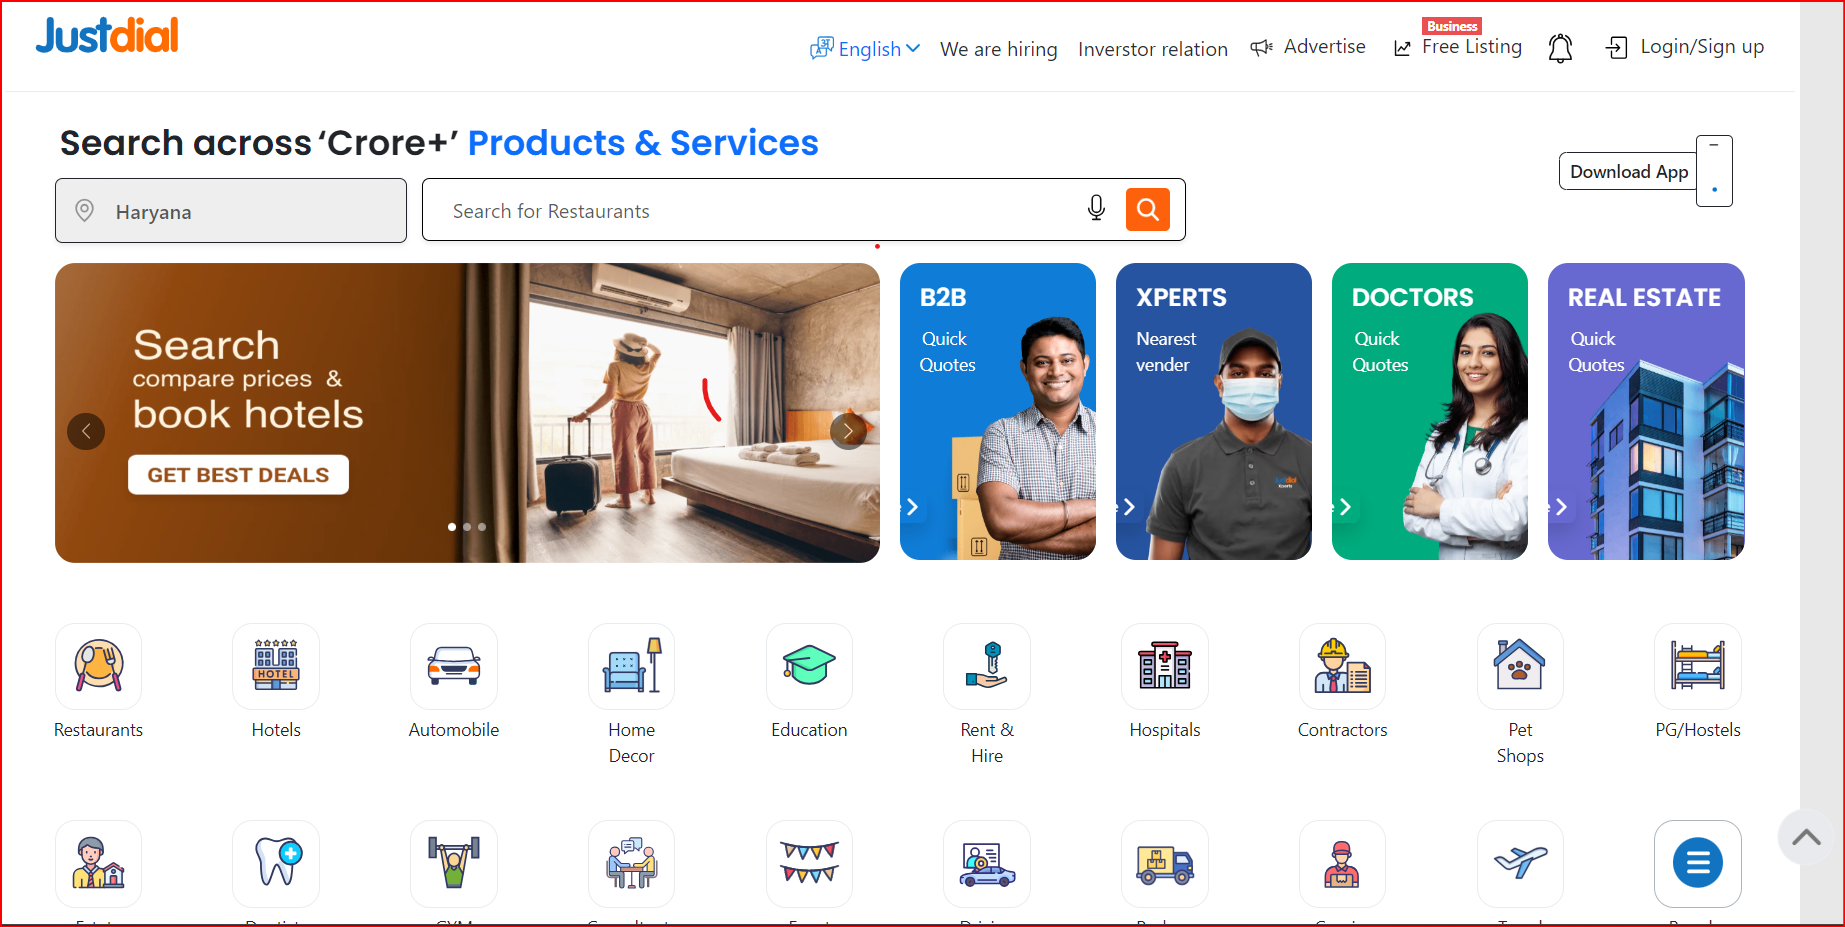 Justdial
English
We are hiring
Inverstor relation
Advertise
Business
Free Listing
Login/Sign up
Search across ‘Crore+’ Products & Services
Download App
Haryana
Search for Restaurants
Search
compare prices &
book hotels
GET BEST DEALS
B2B
Quick
Quotes
XPERTS
Nearest
vender
justdial
DOCTORS
Quick
Quotes
REAL ESTATE
Quick
Quotes
HOTEL
Restaurants
Hotels
Automobile
Home
Decor
Education
Rent &
Hire
Hospitals
Contractors
Pet
Shops
PG/Hostels